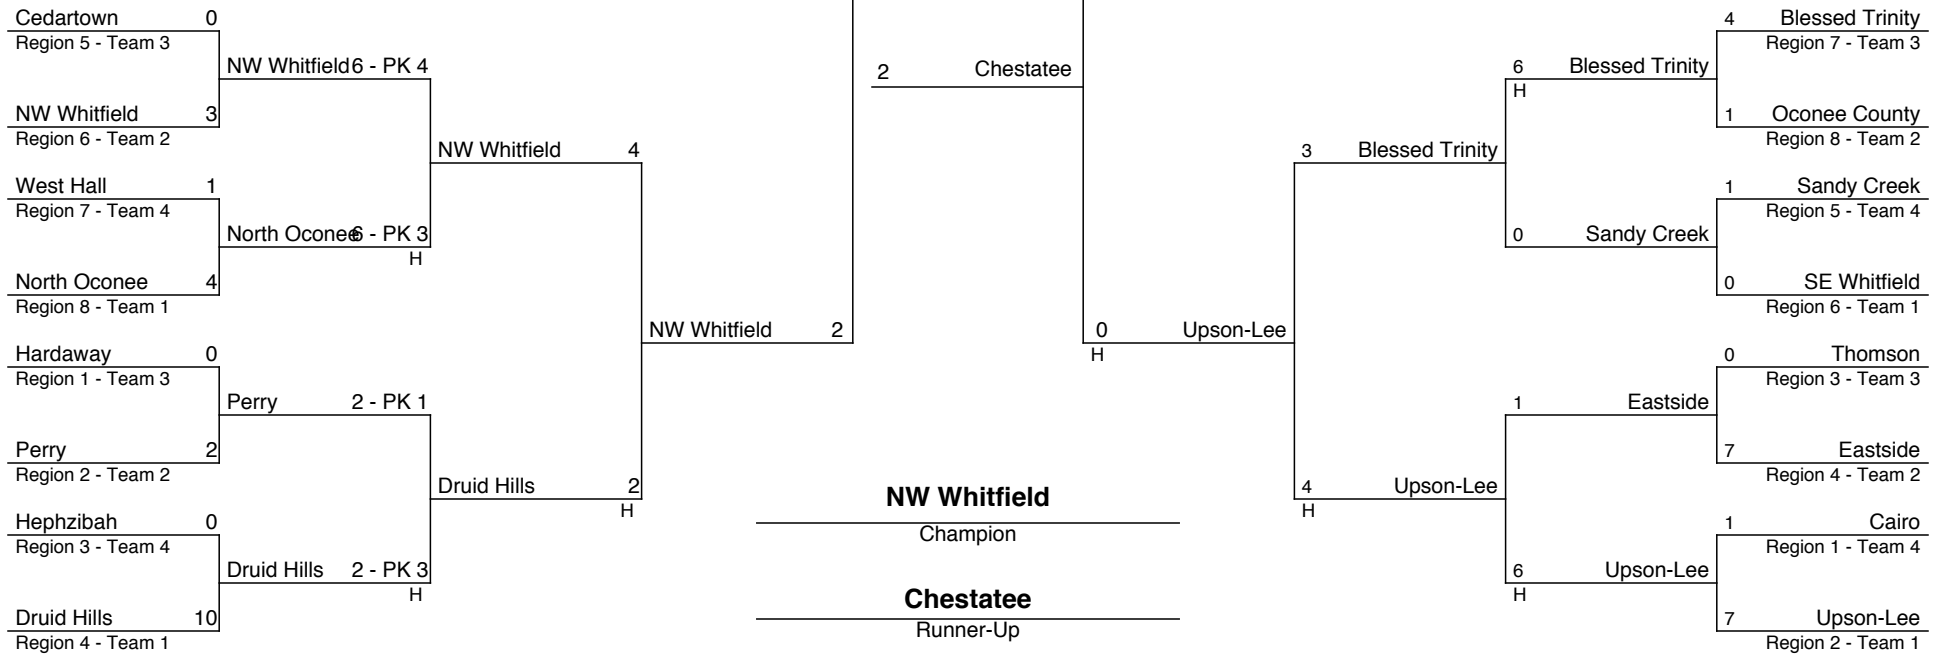 Cedartown 0
Region 5 - Team 3
NW Whitfield 3
Region 6 - Team 2
West Hall 1
Region 7 - Team 4
North Oconee 4
Region 8 - Team 1
Hardaway 0
Region 1 - Team 3
Perry 2
Region 2 - Team 2
Hephzibah 0
Region 3 - Team 4
Druid Hills 10
Region 4 - Team 1
NW Whitfield 6 - PK 4
North Oconee 6 - PK 3
H
Perry 2 - PK 1
Druid Hills 2 - PK 3
H
NW Whitfield 4
Druid Hills 2
H
NW Whitfield 2
2 Chestatee
NW Whitfield
Champion
Chestatee
Runner-Up
0 Upson-Lee
H
3 Blessed Trinity
4 Upson-Lee
H
6 Blessed Trinity
H
0 Sandy Creek
1 Eastside
6 Upson-Lee
H
4 Blessed Trinity
Region 7 - Team 3
1 Oconee County
Region 8 - Team 2
1 Sandy Creek
Region 5 - Team 4
0 SE Whitfield
Region 6 - Team 1
0 Thomson
Region 3 - Team 3
7 Eastside
Region 4 - Team 2
1 Cairo
Region 1 - Team 4
7 Upson-Lee
Region 2 - Team 1